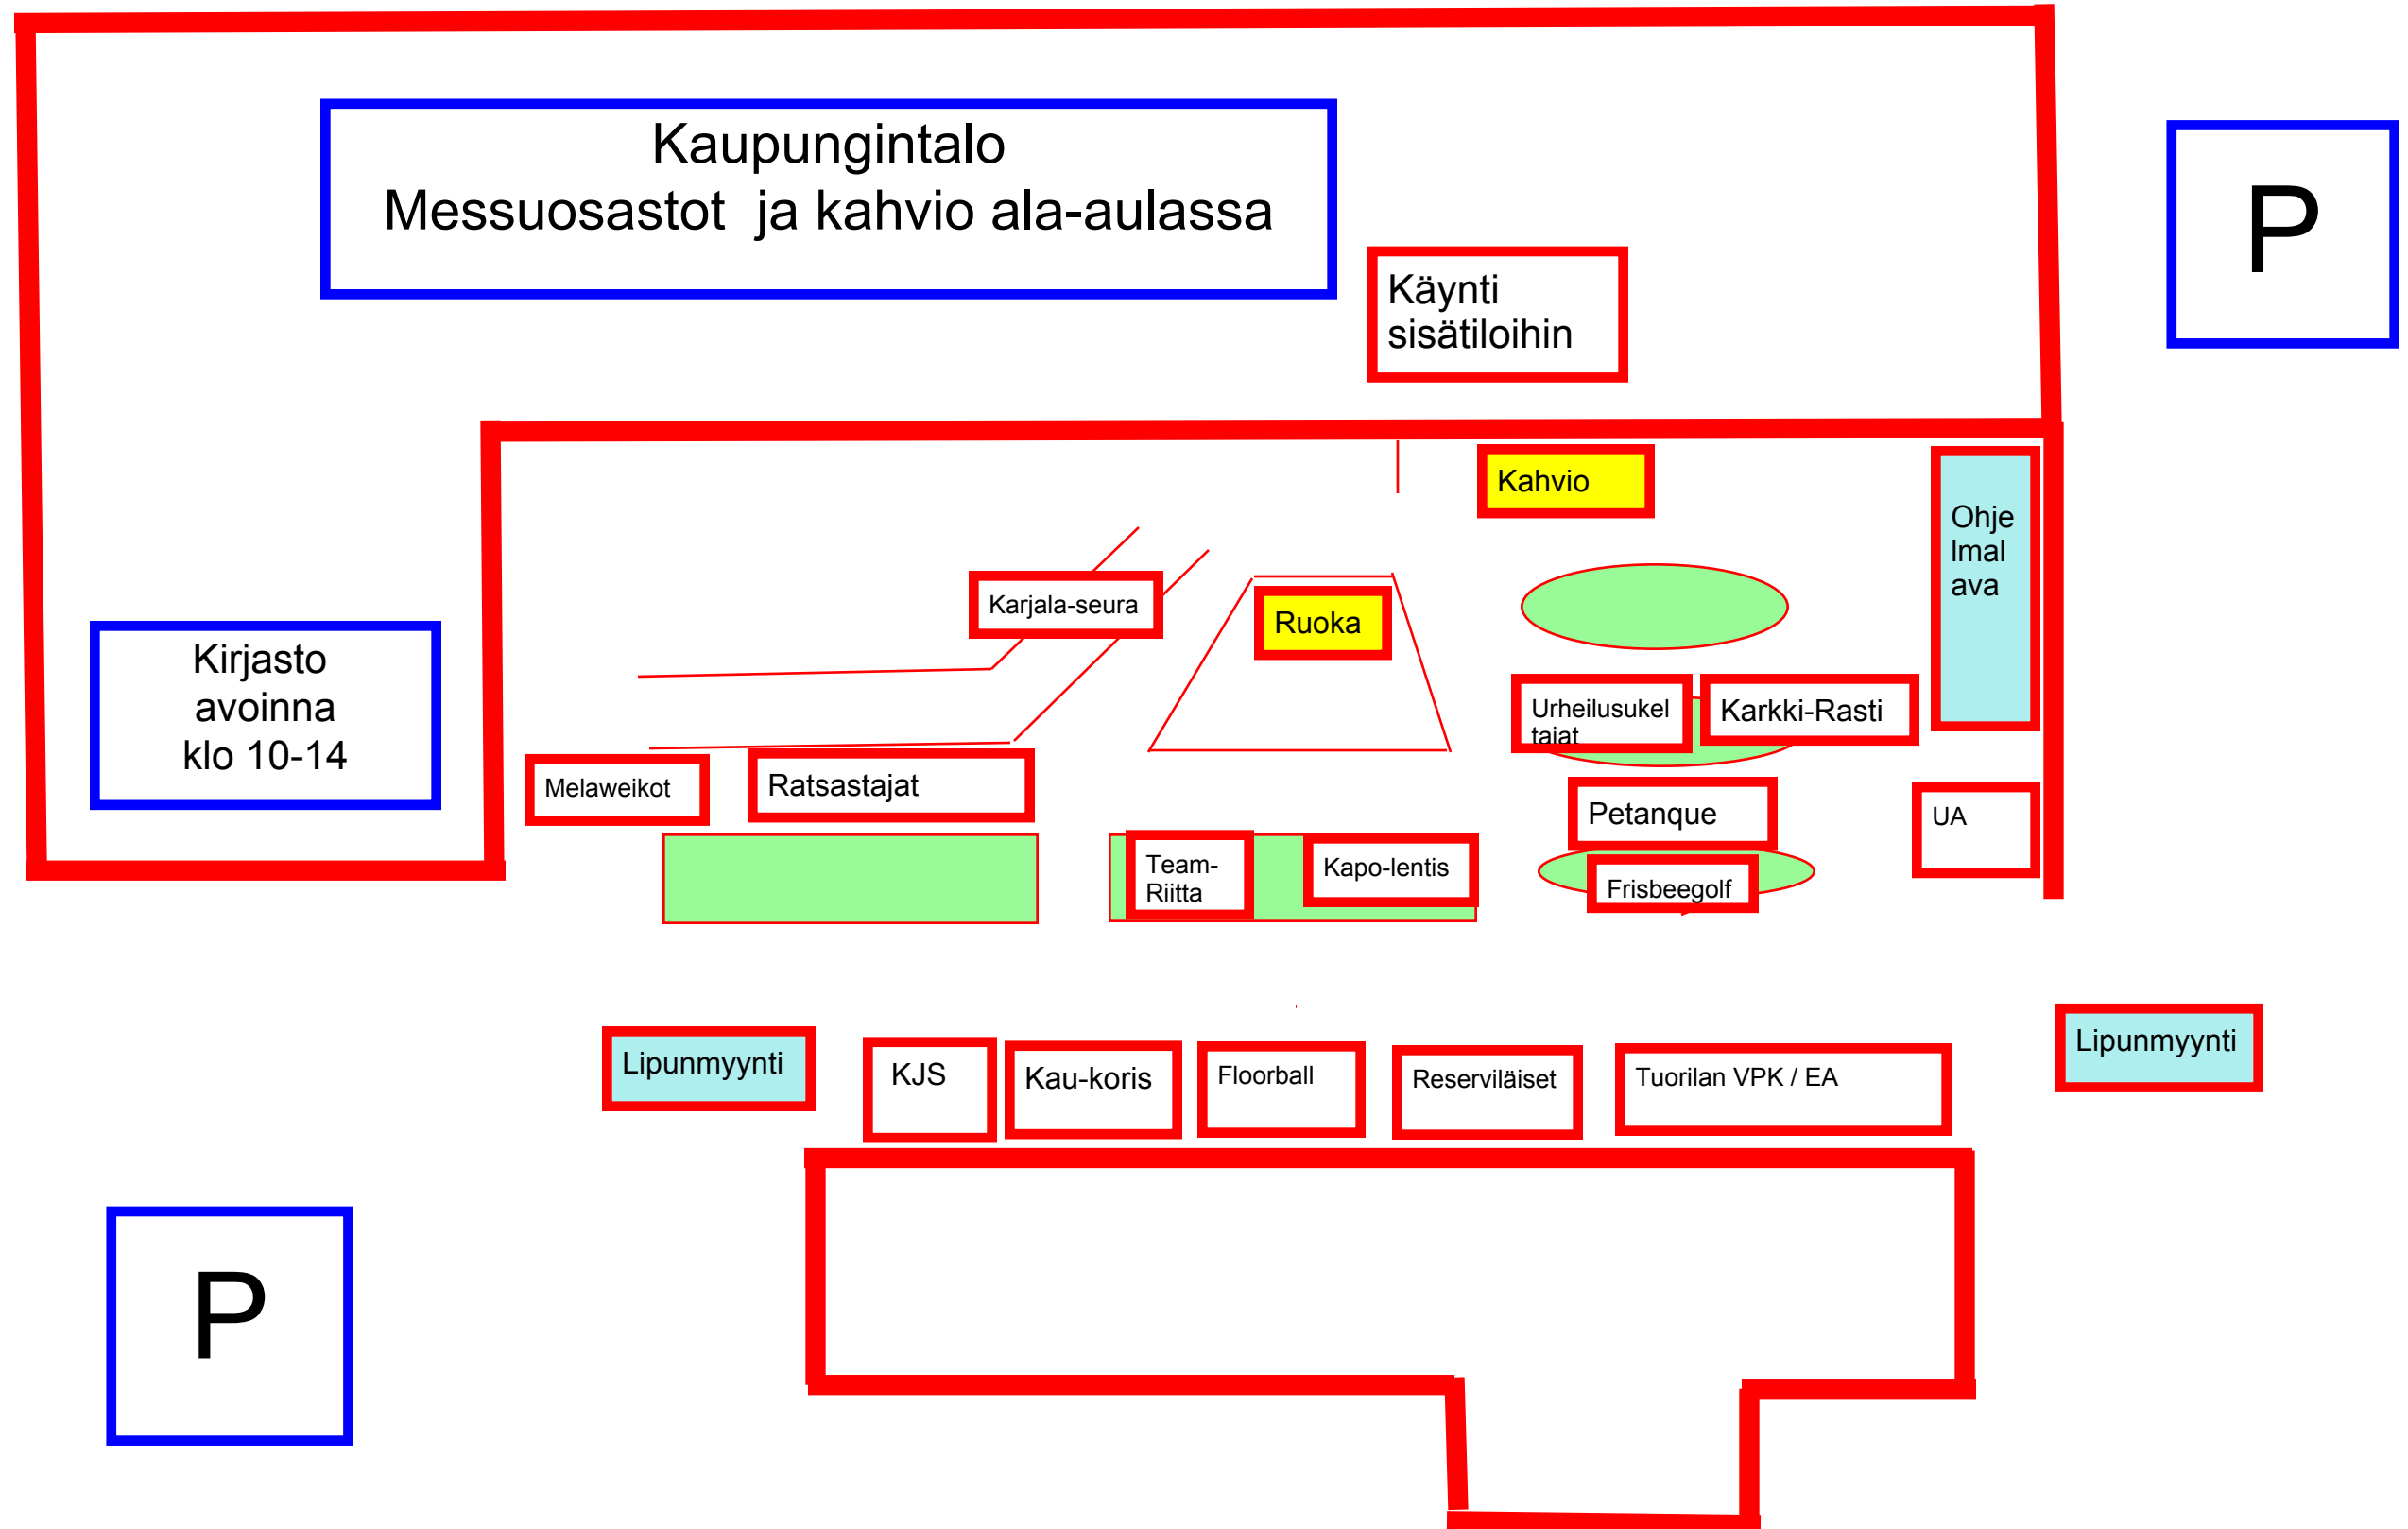 Kaupungintalo
Messuosastot  ja kahvio ala-aulassa
P
Käynti
sisätiloihin
Kahvio
Ohje
lmal
ava
Karjala-seura
Ruoka
Kirjasto
avoinna
klo 10-14
Urheilusukel
tajat
Karkki-Rasti
Melaweikot
Ratsastajat
Petanque
UA
Team-
Riitta
Kapo-lentis
Frisbeegolf
Lipunmyynti
KJS
Kau-koris
Floorball
Reserviläiset
Tuorilan VPK / EA
Lipunmyynti
P